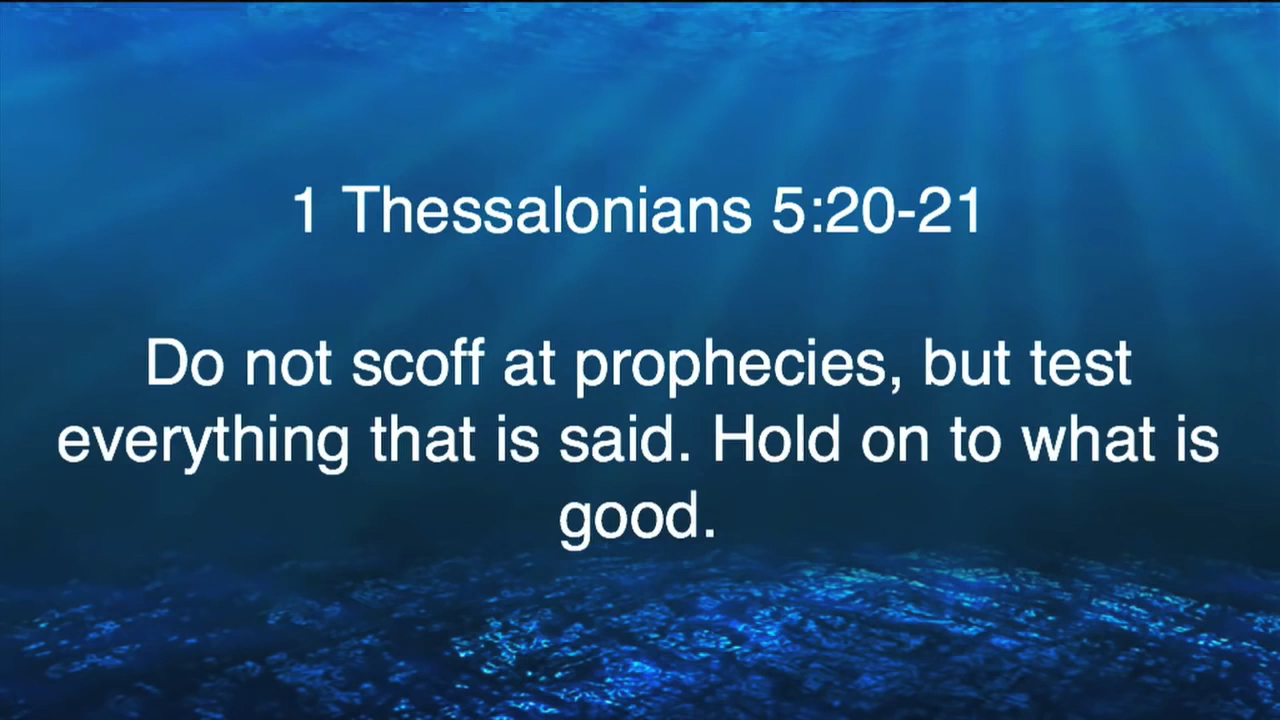 1 Thessalonians 5:20-21
Do not scoff at prophecies, but test
everything that is said. Hold on to what is
good.